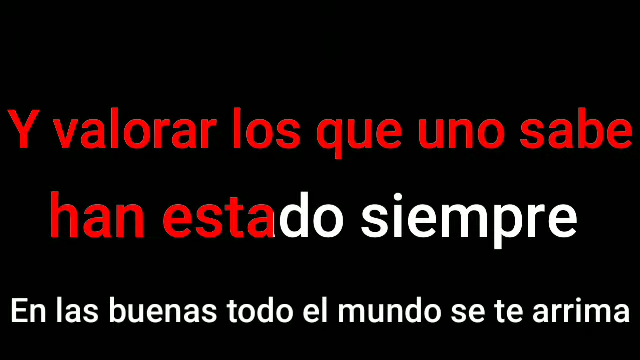 Y valorar los que uno sabe
han estado siempre
En las buenas todo el mundo se te arrima